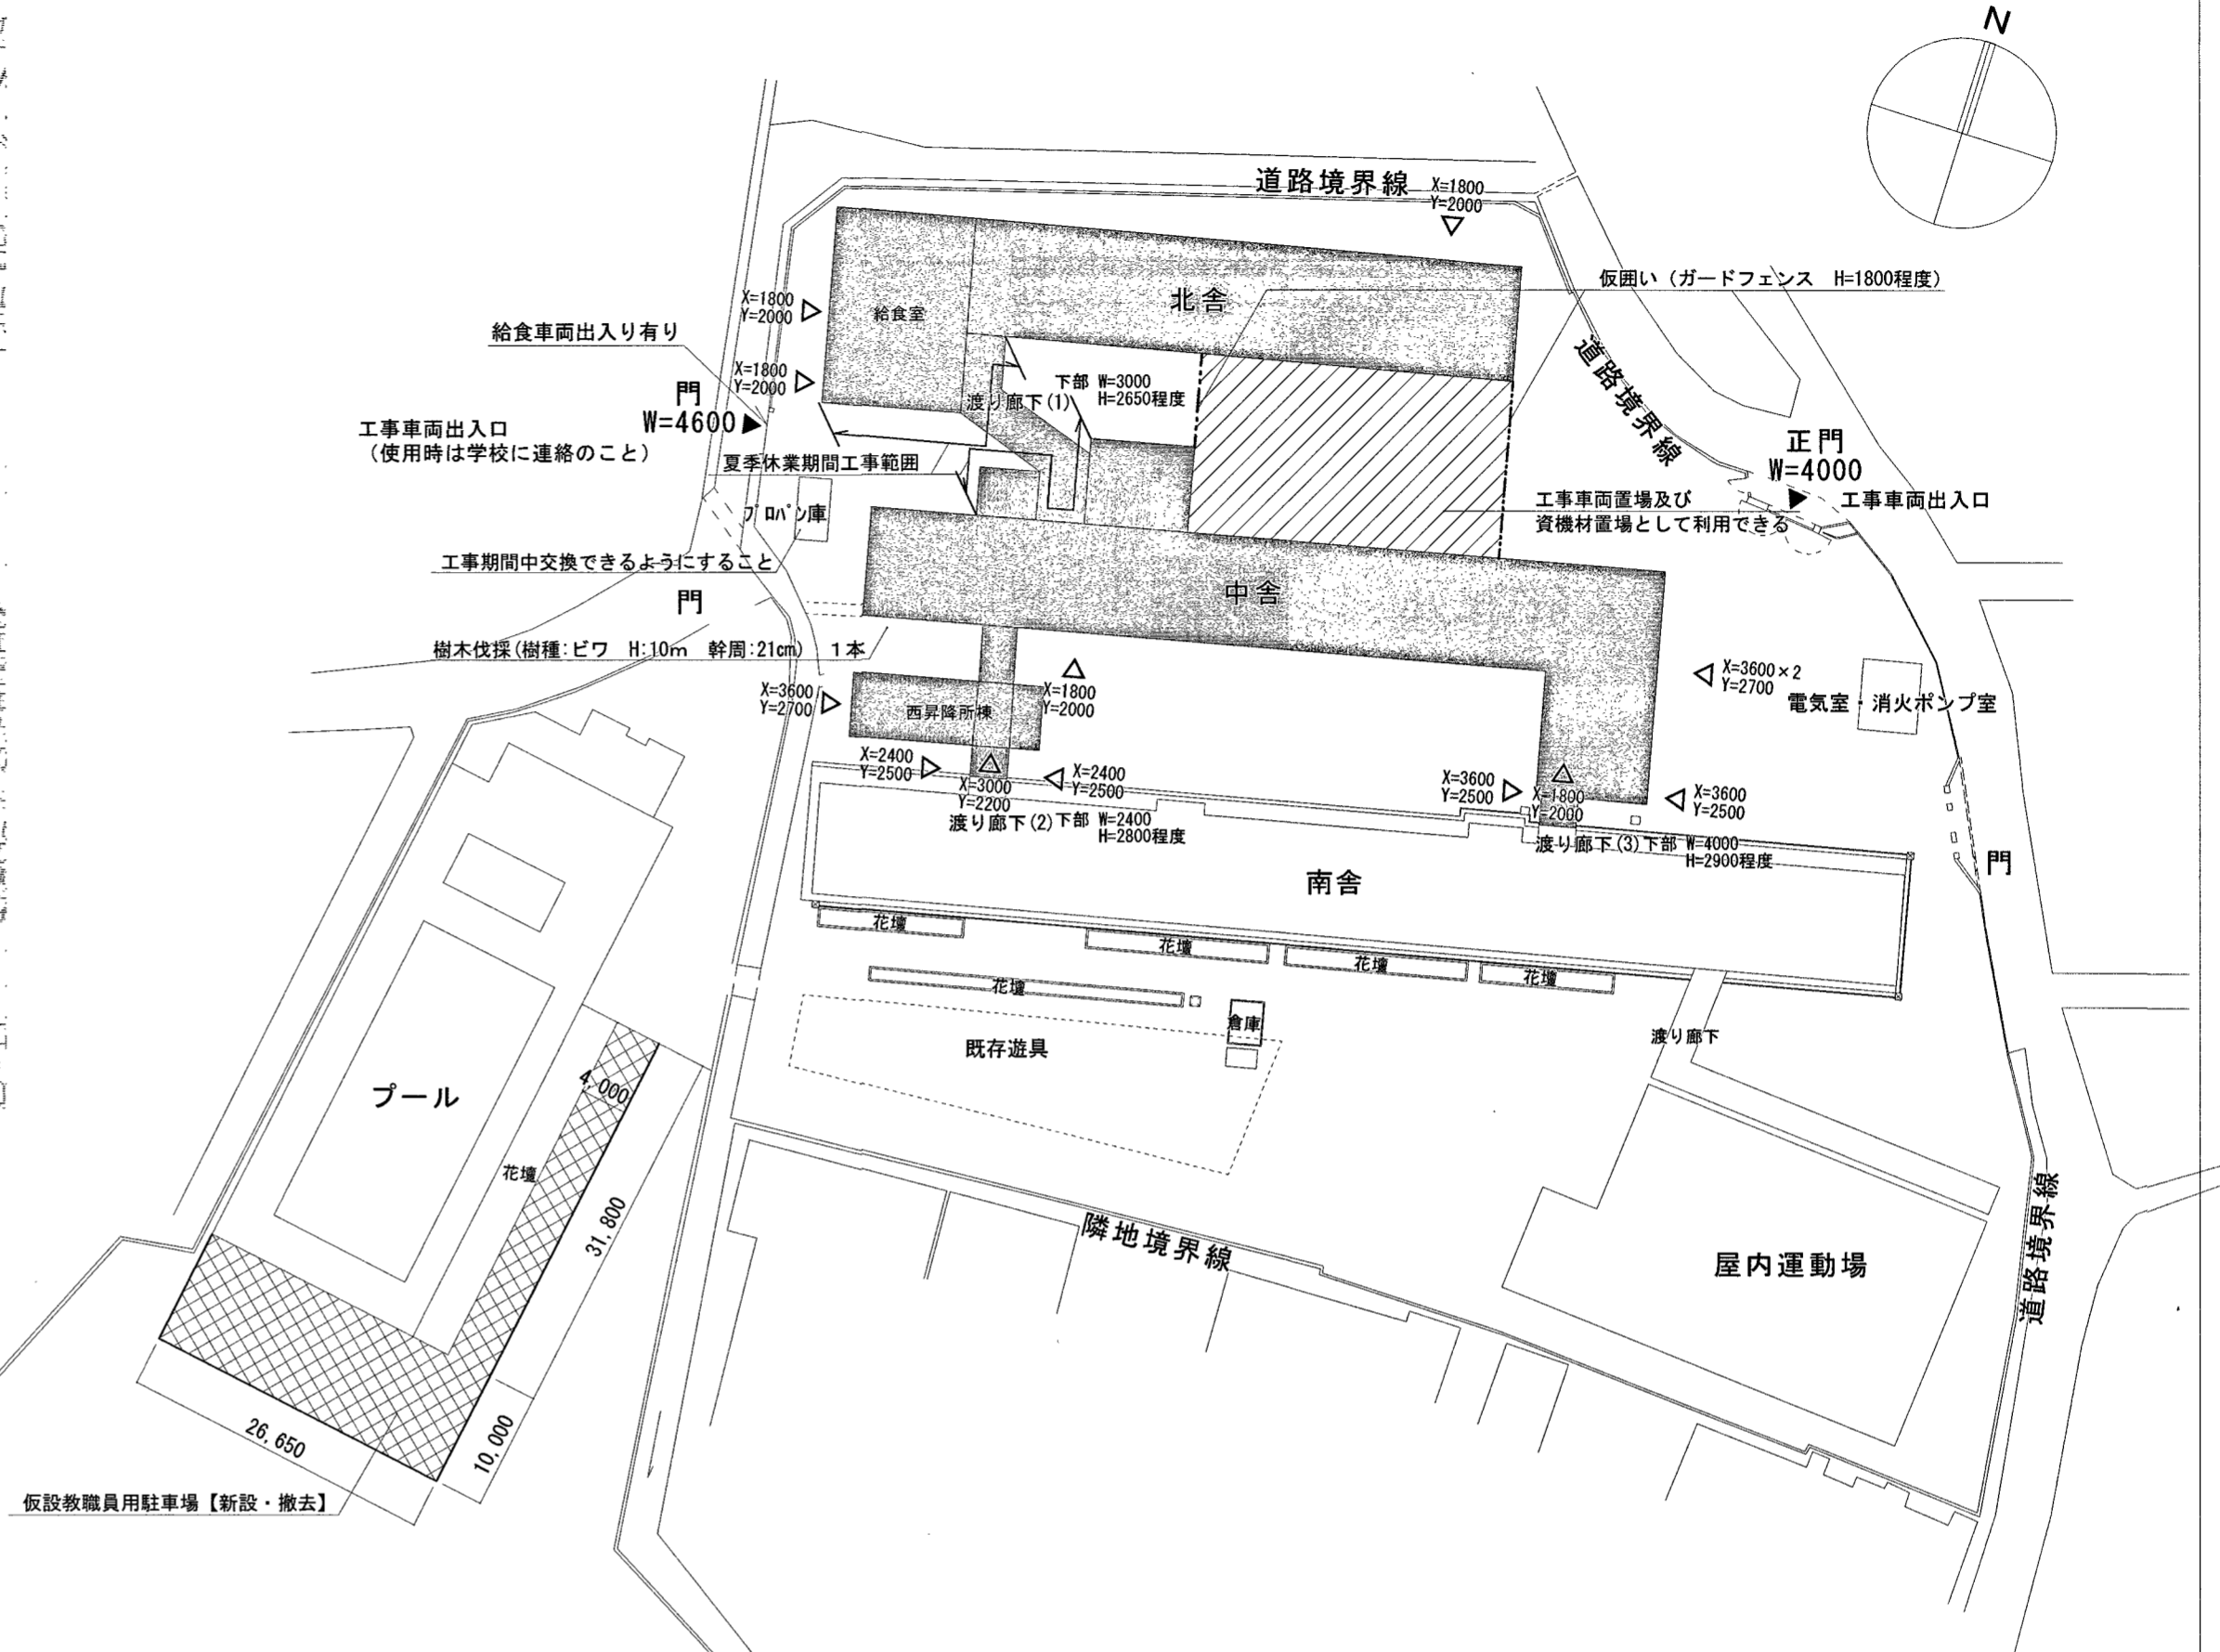 N
道路境界線
X=1800
Y=2000
仮囲い（ガードフェンス　H=1800程度）
北舎
給食室
X=1800
Y=2000
給食車両出入り有り
X=1800
Y=2000
門
W=4600
工事車両出入口
（使用時は学校に連絡のこと）
下部 W=3000
H=2650程度
渡り廊下(1)
道路境界線
正門
W=4000
工事車両出入口
夏季休業期間工事範囲
工事車両置場及び
資機材置場として利用できる
プロパン庫
工事期間中交換できるようにすること
門
中舎
樹木伐採(樹種:ビワ　H:10m　幹周:21cm)　1本
X=3600
Y=2700
西昇降所棟
X=1800
Y=2000
X=3600×2
Y=2700
電気室・消火ポンプ室
X=2400
Y=2500
X=3000
Y=2200
X=2400
Y=2500
渡り廊下(2)下部 W=2400
H=2800程度
X=3600
Y=2500
X=1800
Y=2000
X=3600
Y=2500
渡り廊下(3)下部 W=4000
H=2900程度
門
南舎
花壇
花壇
花壇
花壇
花壇
倉庫
既存遊具
渡り廊下
プール
4,000
花壇
31,800
隣地境界線
屋内運動場
道路境界線
26,650
10,000
仮設教職員用駐車場【新設・撤去】